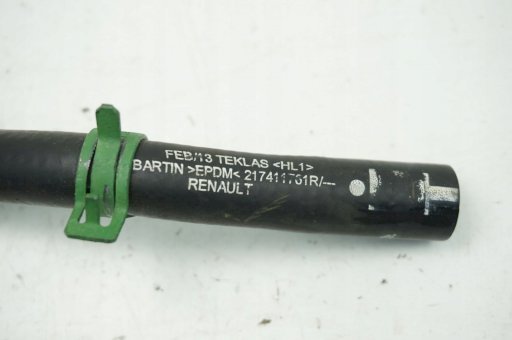 FEB/13 TEKLAS <HL1>
BARTIN >EPDM< 217411761R/---
RENAULT